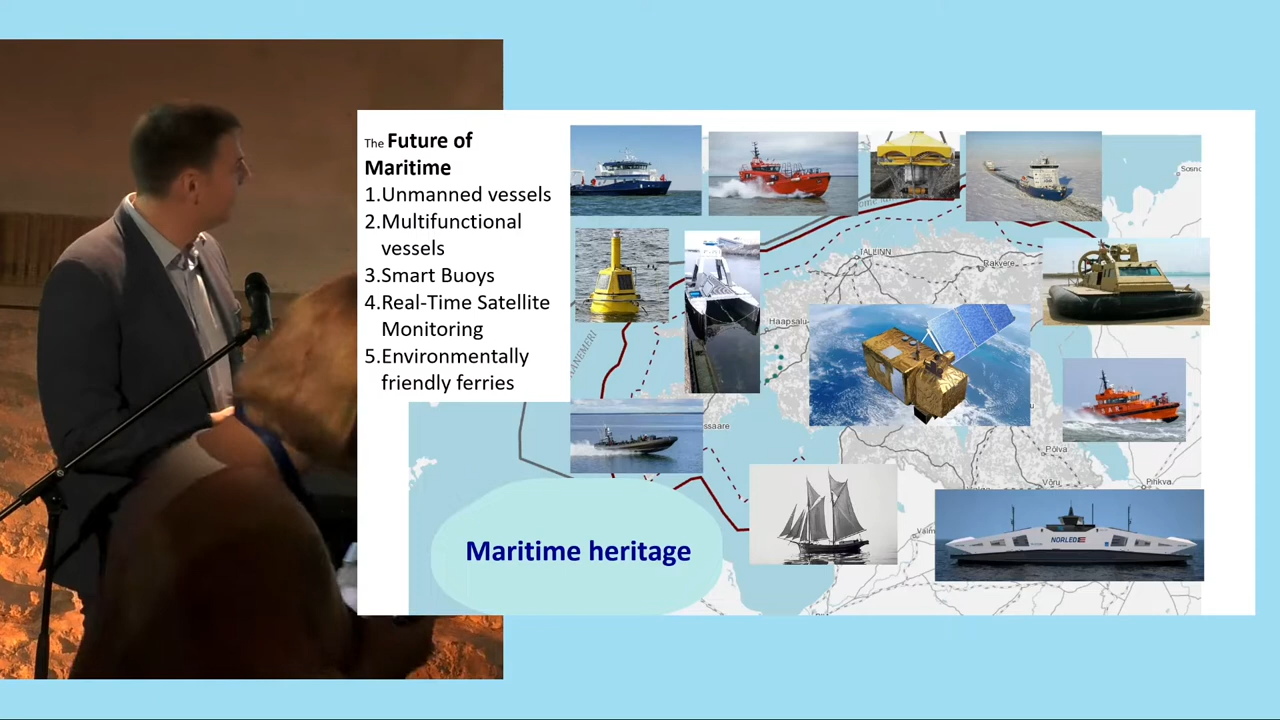 The Future of
Maritime
1.Unmanned vessels
2.Multifunctional
vessels
3.Smart Buoys
4.Real-Time Satellite
Monitoring
5.Environmentally
friendly ferries
TALLINN
Rakvere
Haapsalu
Põlva
Võru
Pihkva
NORLED
Maritime heritage